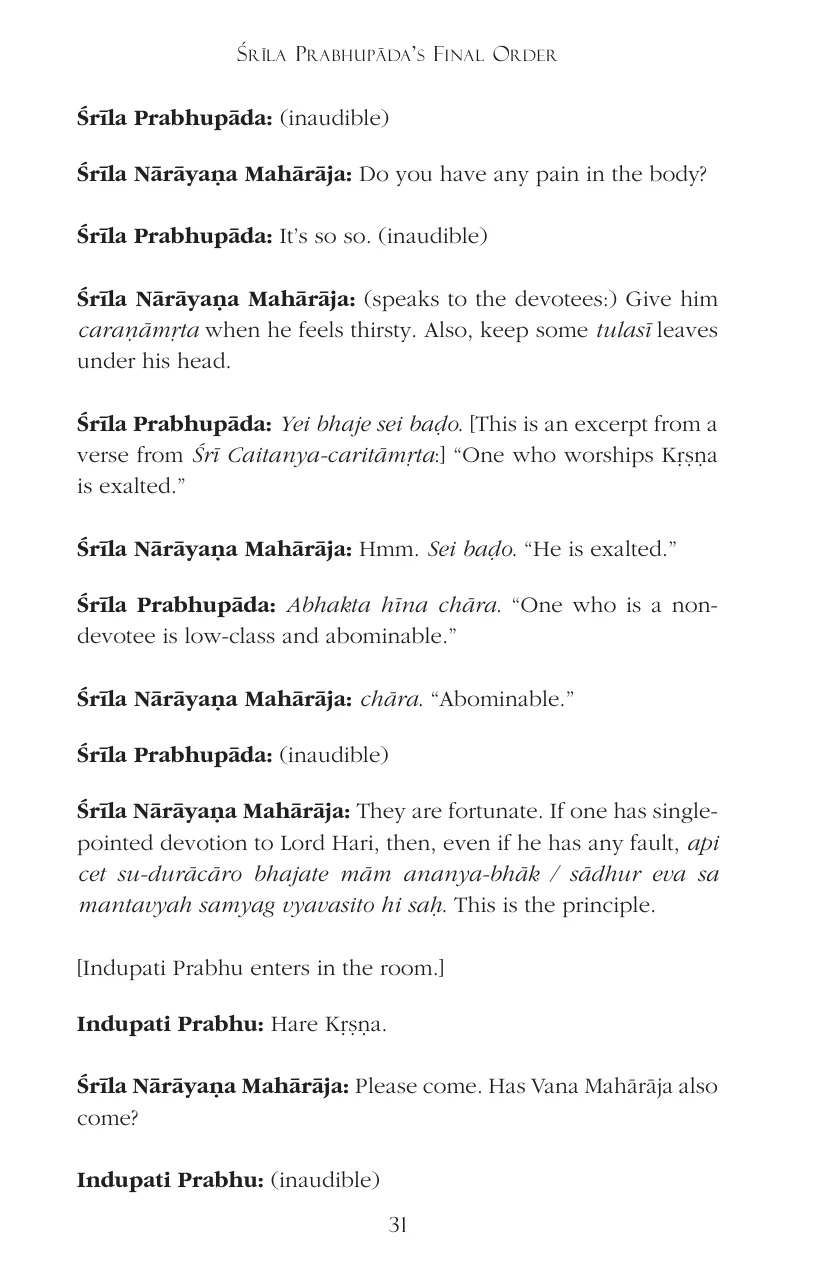 Śrīla Prabhupāda’s Final Order
Śrīla Prabhupāda: (inaudible)
Śrīla Nārāyaṇa Mahārāja: Do you have any pain in the body?
Śrīla Prabhupāda: It’s so so. (inaudible)
Śrīla Nārāyaṇa Mahārāja: (speaks to the devotees:) Give him
caraṇāmṛta when he feels thirsty. Also, keep some tulasī leaves
under his head.
Śrīla Prabhupāda: Yei bhaje sei baḍo. [This is an excerpt from a
verse from Śrī Caitanya-caritāmṛta:] “One who worships Kṛṣṇa
is exalted.”
Śrīla Nārāyaṇa Mahārāja: Hmm. Sei baḍo. “He is exalted.”
Śrīla Prabhupāda: Abhakta hīna chāra. “One who is a non-
devotee is low-class and abominable.”
Śrīla Nārāyaṇa Mahārāja: chāra. “Abominable.”
Śrīla Prabhupāda: (inaudible)
Śrīla Nārāyaṇa Mahārāja: They are fortunate. If one has single-
pointed devotion to Lord Hari, then, even if he has any fault, api
cet su-durācāro bhajate mām ananya-bhāk / sādhur eva sa
mantavyah samyag vyavasito hi saḥ. This is the principle.
[Indupati Prabhu enters in the room.]
Indupati Prabhu: Hare Kṛṣṇa.
Śrīla Nārāyaṇa Mahārāja: Please come. Has Vana Mahārāja also
come?
Indupati Prabhu: (inaudible)
31